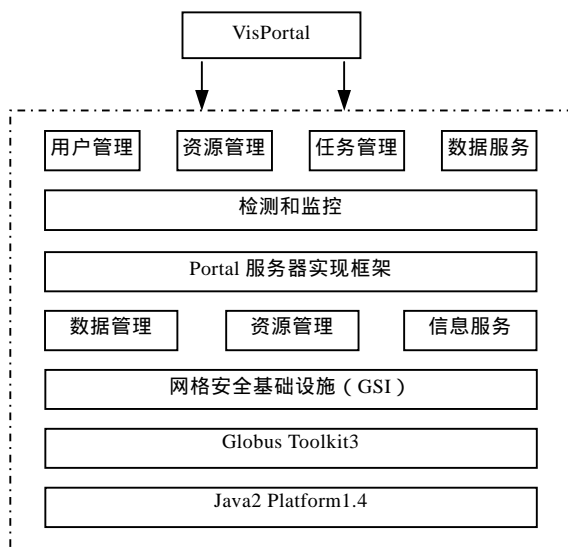 VisPortal
用户管理 资源管理 任务管理 数据服务
检测和监控
Portal 服务器实现框架
数据管理 资源管理 信息服务
网格安全基础设施（GSI）
Globus Toolkit3
Java2 Platform1.4